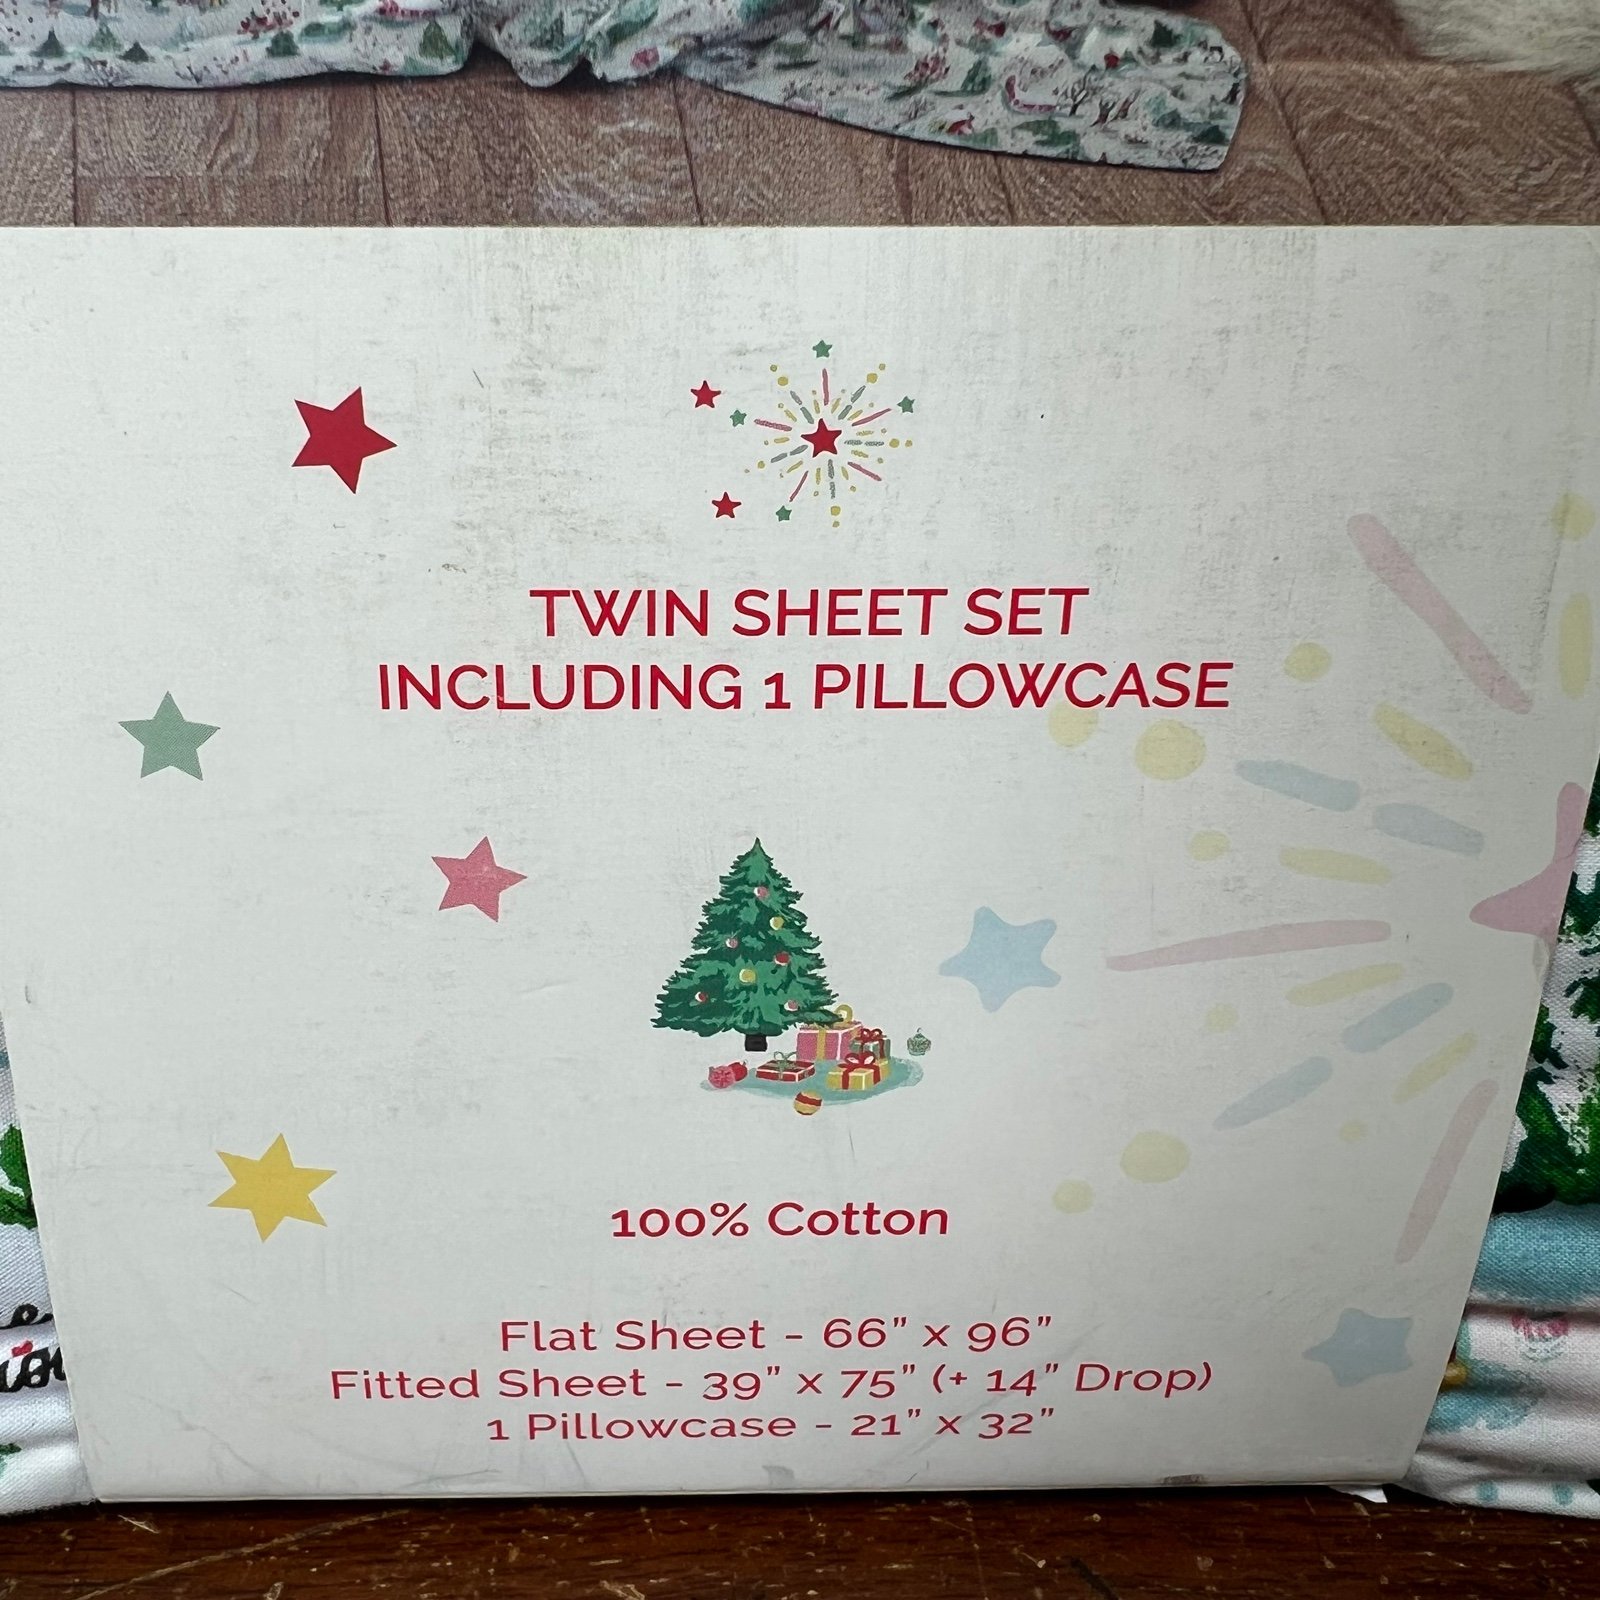 TWIN SHEET SET
INCLUDING 1 PILLOWCASE
100% Cotton
Flat Sheet - 66” x 96”
Fitted Sheet - 39” x 75” (+ 14” Drop)
1 Pillowcase - 21” x 32”